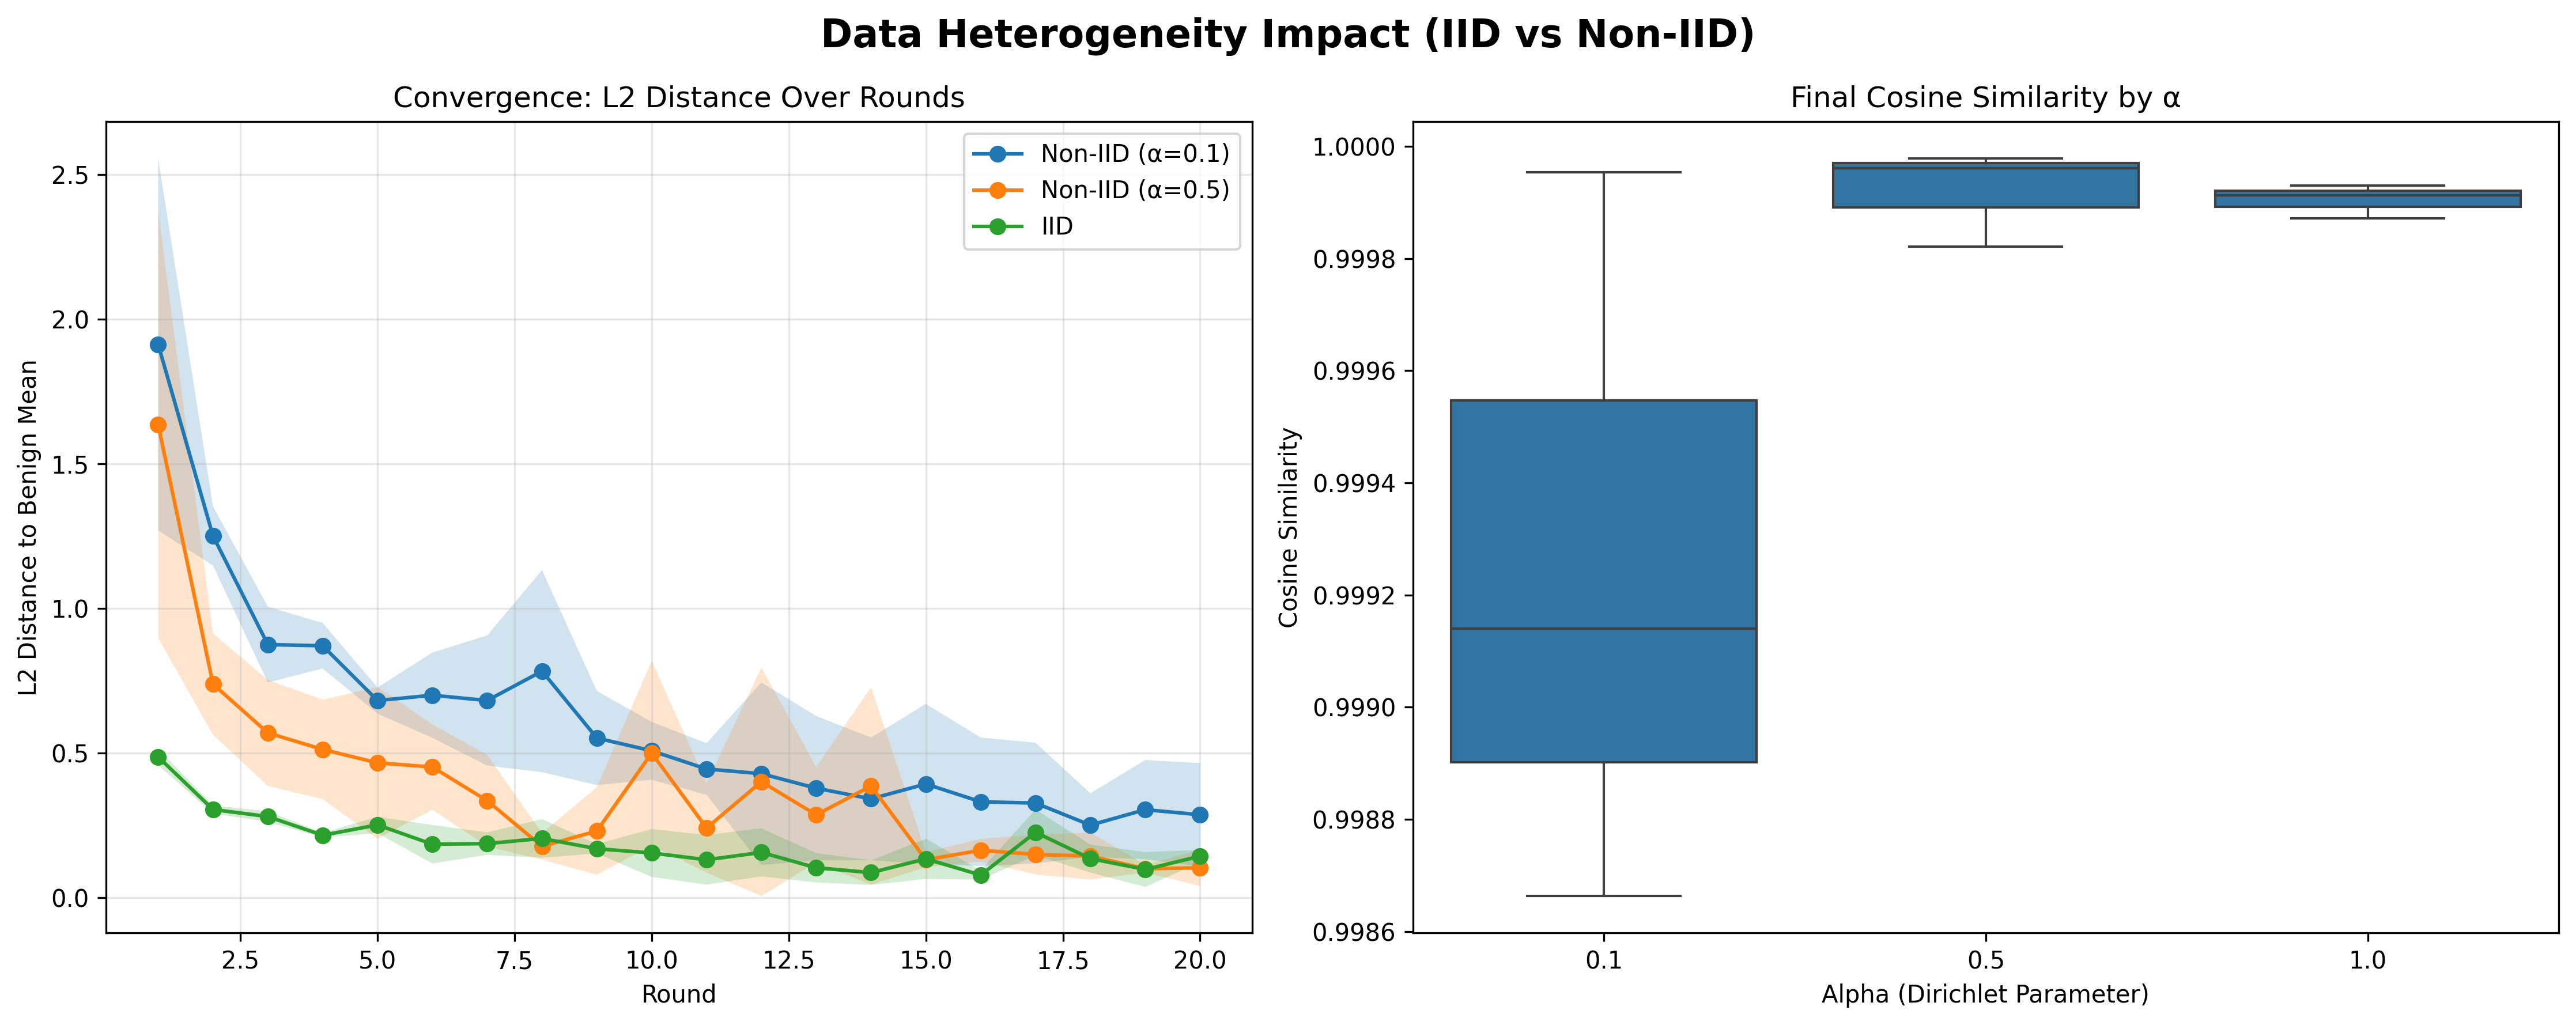 Data Heterogeneity Impact (IID vs Non-IID)
Convergence: L2 Distance Over Rounds
L2 Distance to Benign Mean
2.5
2.0
1.5
1.0
0.5
0.0
Non-IID (α=0.1)
Non-IID (α=0.5)
IID
2.5 5.0 7.5 10.0 12.5 15.0 17.5 20.0
Round
Final Cosine Similarity by α
Cosine Similarity
1.0000
0.9998
0.9996
0.9994
0.9992
0.9990
0.9988
0.9986
0.1 0.5 1.0
Alpha (Dirichlet Parameter)